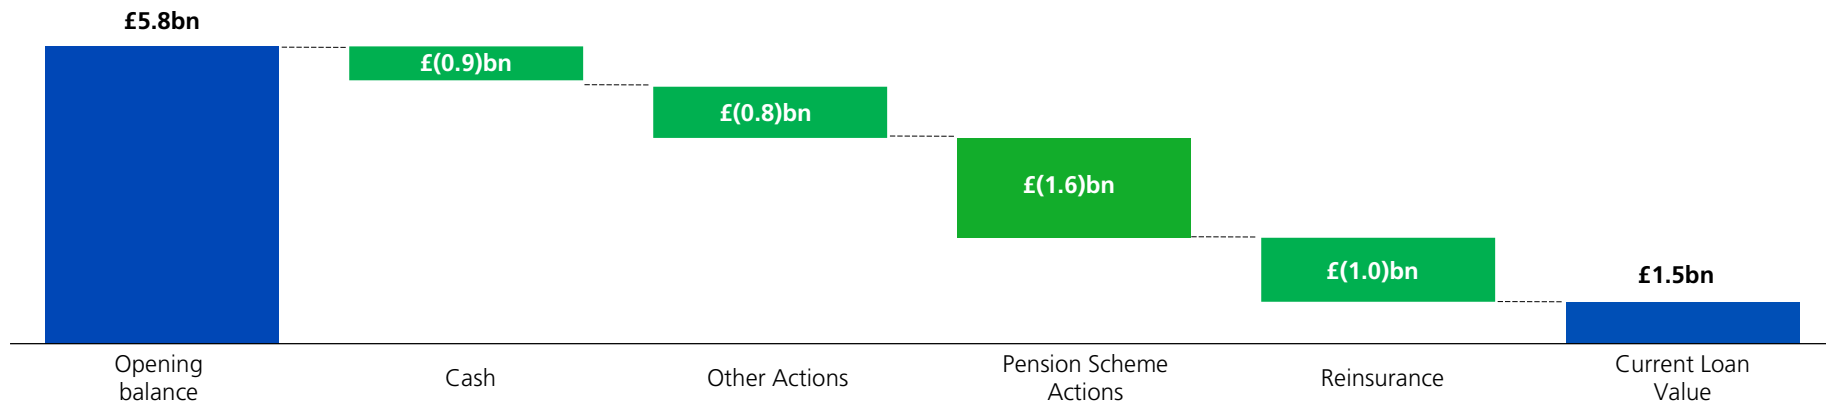 £5.8bn
£(0.9)bn
£(0.8)bn
£(1.6)bn
£(1.0)bn
£1.5bn
Opening
balance
Cash
Other Actions
Pension Scheme
Actions
Reinsurance
Current Loan
Value